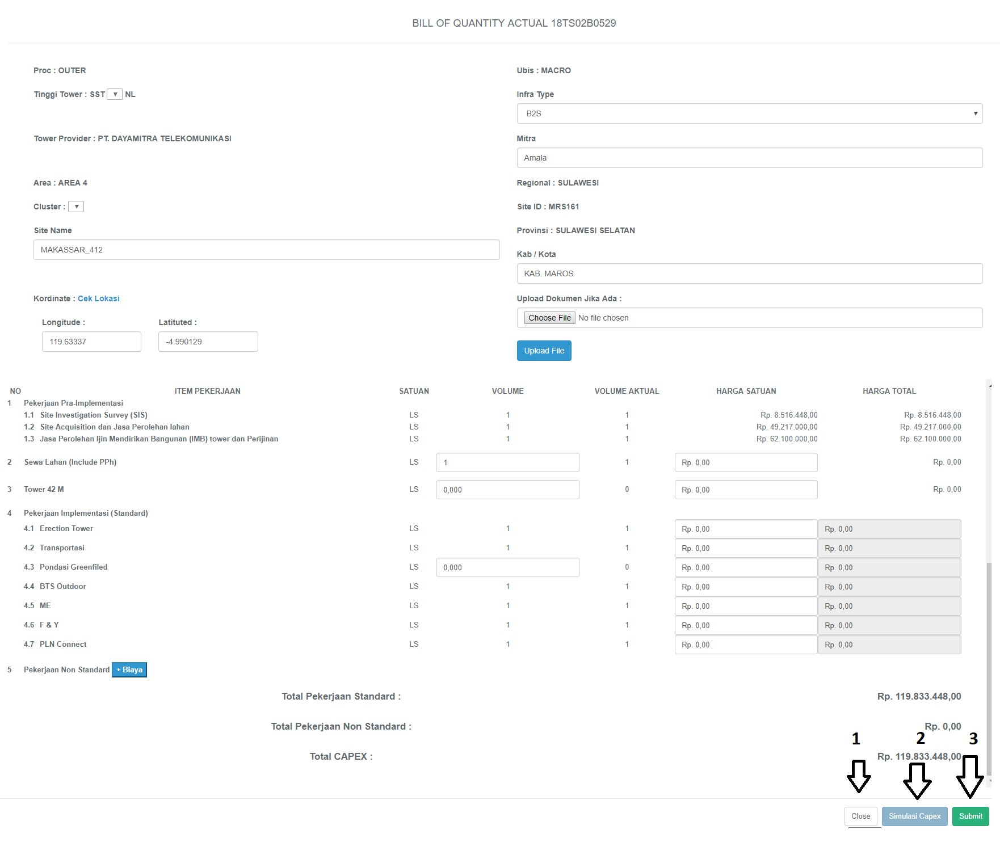 BILL OF QUANTITY ACTUAL 18TS02B0529
Proc : OUTER
Ubis : MACRO
Tinggi Tower : SST ▼ NL
Infra Type
B2S ▼
Tower Provider : PT. DAYAMITRA TELEKOMUNIKASI
Mitra
Amala
Area : AREA 4
Regional : SULAWESI
Cluster : ▼
Site ID : MRS161
Site Name
Provinsi : SULAWESI SELATAN
MAKASSAR_412
Kab / Kota
KAB. MAROS
Kordinate : Cek Lokasi
Upload Dokumen Jika Ada :
Choose File No file chosen
Longitude : Latituted :
119.63337 -4.990129
Upload File
NO ITEM PEKERJAAN SATUAN VOLUME VOLUME AKTUAL HARGA SATUAN HARGA TOTAL
1 Pekerjaan Pra-Implementasi
1.1 Site Investigation Survey (SIS) LS 1 1 Rp. 8.516.448,00 Rp. 8.516.448,00
1.2 Site Acquisition dan Jasa Perolehan lahan LS 1 1 Rp. 49.217.000,00 Rp. 49.217.000,00
1.3 Jasa Perolehan Ijin Mendirikan Bangunan (IMB) tower dan Perijinan LS 1 1 Rp. 62.100.000,00 Rp. 62.100.000,00
2 Sewa Lahan (Include PPh) LS 1 1 Rp. 0,00 Rp. 0,00
3 Tower 42 M LS 0,000 0 Rp. 0,00 Rp. 0,00
4 Pekerjaan Implementasi (Standard)
4.1 Erection Tower LS 1 1 Rp. 0,00 Rp. 0,00
4.2 Transportasi LS 1 1 Rp. 0,00 Rp. 0,00
4.3 Pondasi Greenfiled LS 0,000 0 Rp. 0,00 Rp. 0,00
4.4 BTS Outdoor LS 1 1 Rp. 0,00 Rp. 0,00
4.5 ME LS 1 1 Rp. 0,00 Rp. 0,00
4.6 F & Y LS 1 1 Rp. 0,00 Rp. 0,00
4.7 PLN Connect LS 1 1 Rp. 0,00 Rp. 0,00
5 Pekerjaan Non Standard + Biaya
Total Pekerjaan Standard : Rp. 119.833.448,00
Total Pekerjaan Non Standard : Rp. 0,00
1 2 3
Total CAPEX : Rp. 119.833.448,00
Close Simulasi Capex Submit